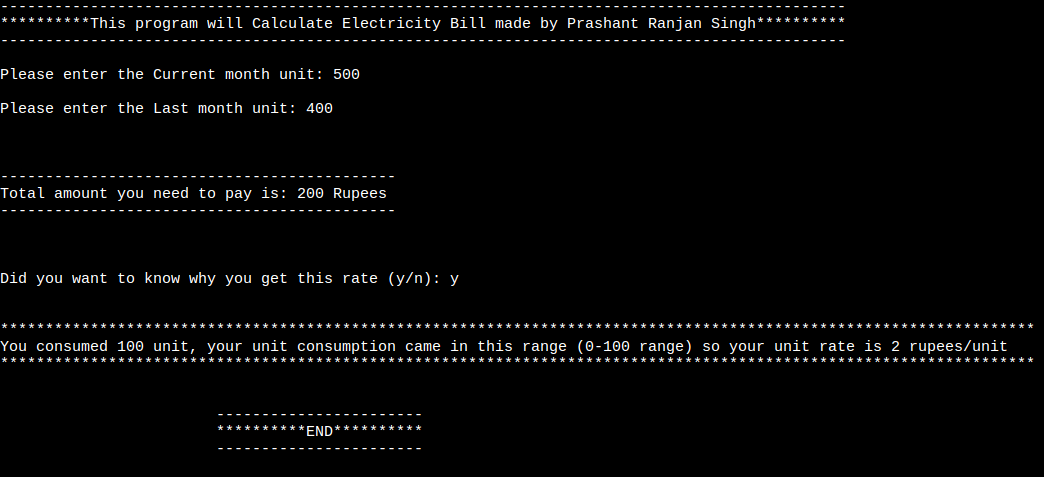 ----------------------------------------------------------------------------------------------
**********This program will Calculate Electricity Bill made by Prashant Ranjan Singh**********
----------------------------------------------------------------------------------------------
Please enter the Current month unit: 500
Please enter the Last month unit: 400
--------------------------------------------
Total amount you need to pay is: 200 Rupees
--------------------------------------------
Did you want to know why you get this rate (y/n): y
*******************************************************************************************************************
You consumed 100 unit, your unit consumption came in this range (0-100 range) so your unit rate is 2 rupees/unit
*******************************************************************************************************************
-----------------------
**********END**********
-----------------------